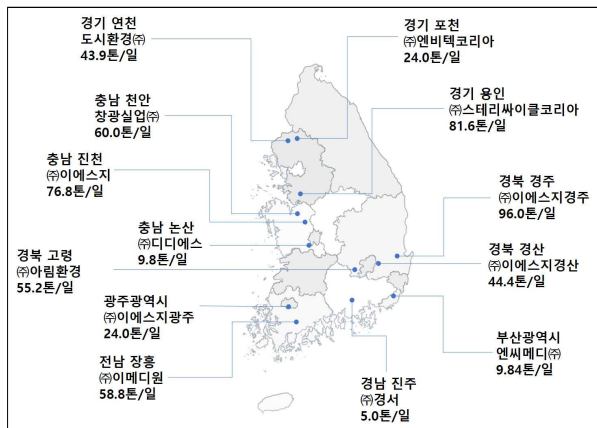 경기 연천
도시환경㈜
43.9톤/일
경기 포천
㈜엔비텍코리아
24.0톤/일
경기 용인
㈜스테리싸이클코리아
81.6톤/일
충남 천안
창광실업㈜
60.0톤/일
충남 진천
㈜이에스지
76.8톤/일
경북 경주
㈜이에스지경주
96.0톤/일
충남 논산
㈜디디에스
9.8톤/일
경북 고령
㈜아림환경
55.2톤/일
경북 경산
㈜이에스지경산
44.4톤/일
광주광역시
㈜이에스지광주
24.0톤/일
부산광역시
엔씨메디㈜
9.84톤/일
전남 장흥
㈜이메디원
58.8톤/일
경남 진주
㈜경서
5.0톤/일